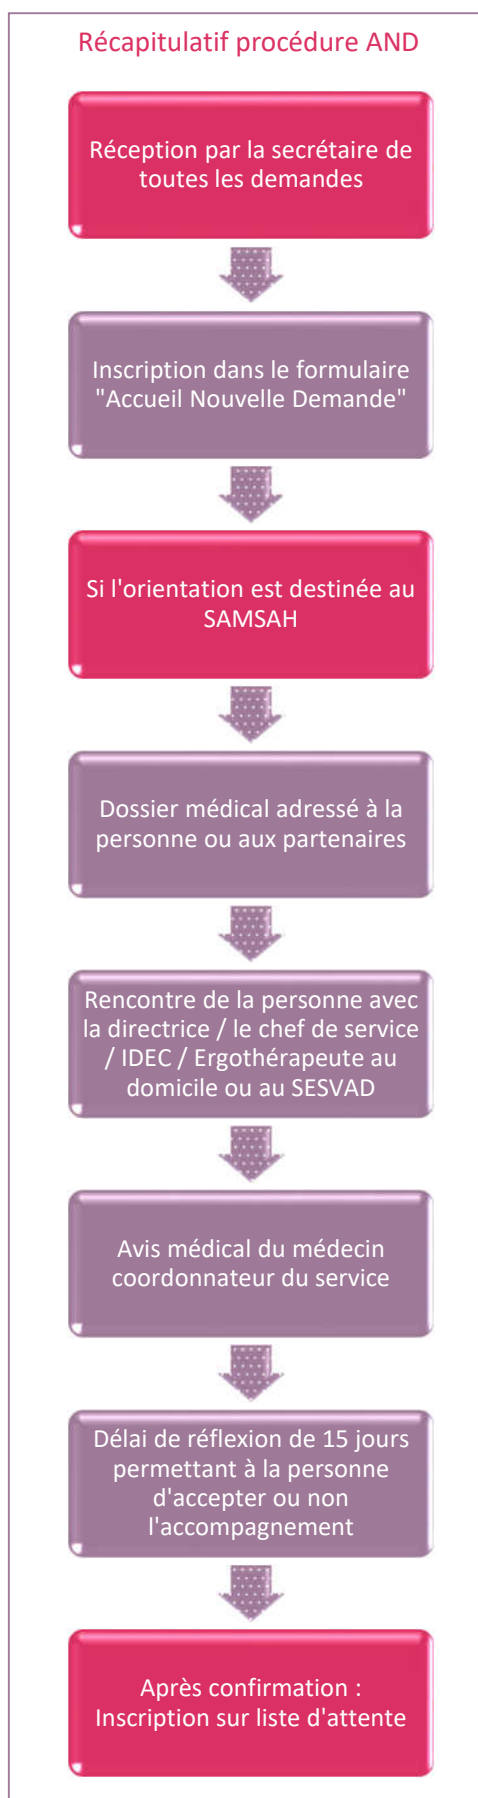 Récapitulatif procédure AND
Réception par la secrétaire de
toutes les demandes
Inscription dans le formulaire
"Accueil Nouvelle Demande"
Si l'orientation est destinée au
SAMSAH
Dossier médical adressé à la
personne ou aux partenaires
Rencontre de la personne avec
la directrice / le chef de service
/ IDEC / Ergothérapeute au
domicile ou au SESVAD
Avis médical du médecin
coordonnateur du service
Délai de réflexion de 15 jours
permettant à la personne
d'accepter ou non
l'accompagnement
Après confirmation :
Inscription sur liste d'attente